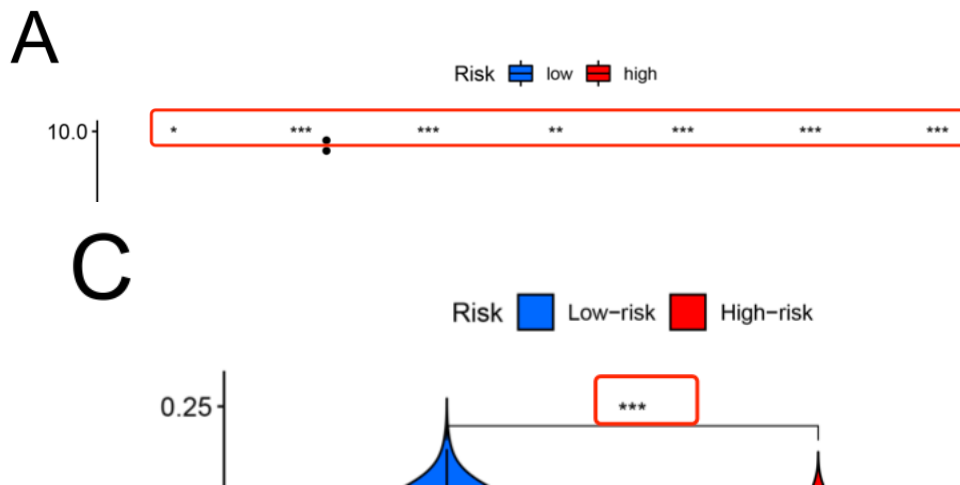 A
Risk low high
10.0 * *** *** ** *** *** ***
C
Risk Low−risk High−risk
0.25 ***